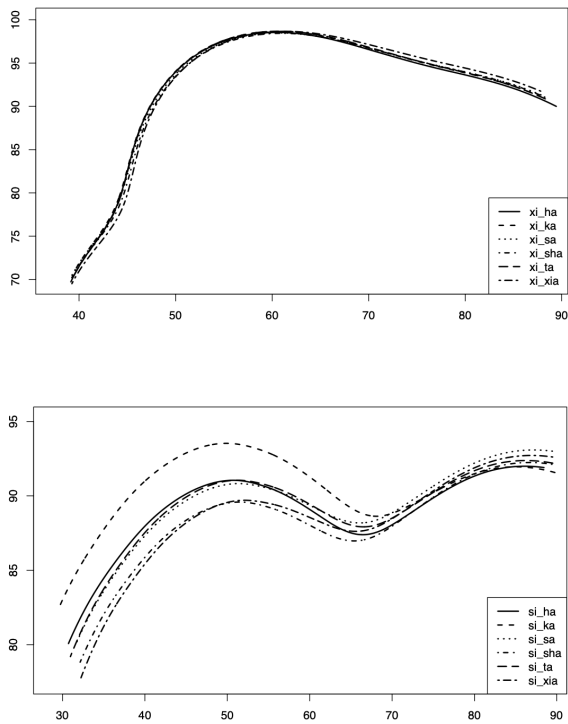 100
95
90
85
80
75
70
xi_ha
xi_ka
xi_sa
xi_sha
xi_ta
xi_xia
40 50 60 70 80 90
95
90
85
80
si_ha
si_ka
si_sa
si_sha
si_ta
si_xia
30 40 50 60 70 80 90